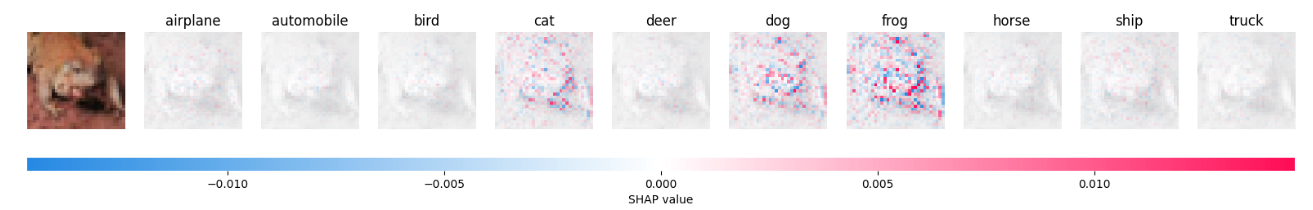 airplane automobile bird cat deer dog frog horse ship truck
−0.010 −0.005 0.000 0.005 0.010
SHAP value